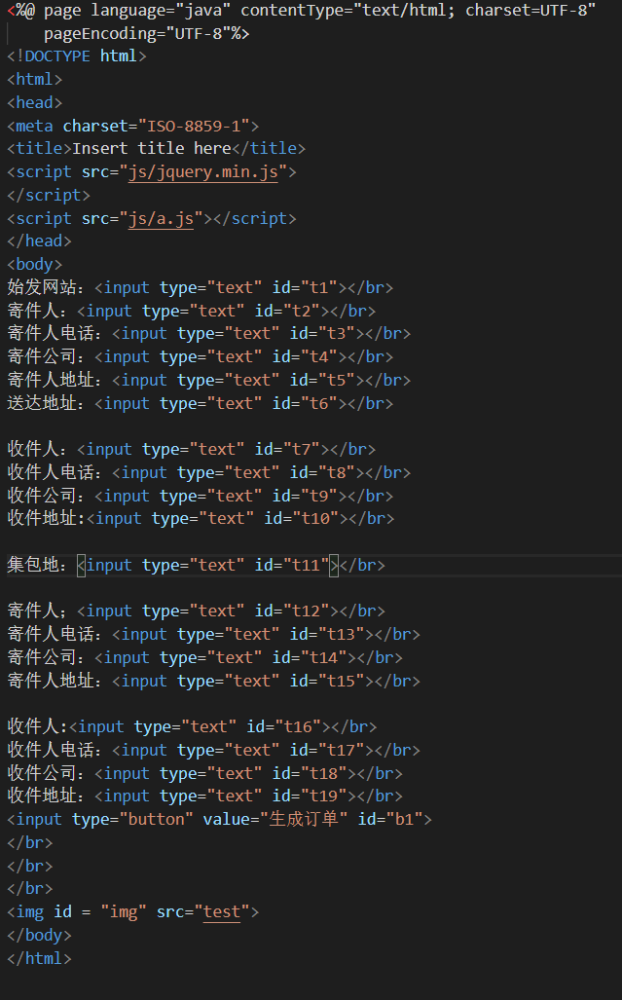 <%@ page language="java" contentType="text/html; charset=UTF-8"
pageEncoding="UTF-8"%>
<!DOCTYPE html>
<html>
<head>
<meta charset="ISO-8859-1">
<title>Insert title here</title>
<script src="js/jquery.min.js">
</script>
<script src="js/a.js"></script>
</head>
<body>
始发网站：<input type="text" id="t1"></br>
寄件人：<input type="text" id="t2"></br>
寄件人电话：<input type="text" id="t3"></br>
寄件公司：<input type="text" id="t4"></br>
寄件人地址：<input type="text" id="t5"></br>
送达地址：<input type="text" id="t6"></br>
收件人：<input type="text" id="t7"></br>
收件人电话：<input type="text" id="t8"></br>
收件公司：<input type="text" id="t9"></br>
收件地址:<input type="text" id="t10"></br>
集包地：<input type="text" id="t11"></br>
寄件人；<input type="text" id="t12"></br>
寄件人电话：<input type="text" id="t13"></br>
寄件公司：<input type="text" id="t14"></br>
寄件人地址：<input type="text" id="t15"></br>
收件人:<input type="text" id="t16"></br>
收件人电话：<input type="text" id="t17"></br>
收件公司：<input type="text" id="t18"></br>
收件地址：<input type="text" id="t19"></br>
<input type="button" value="生成订单" id="b1">
</br>
</br>
</br>
<img id = "img" src="test">
</body>
</html>